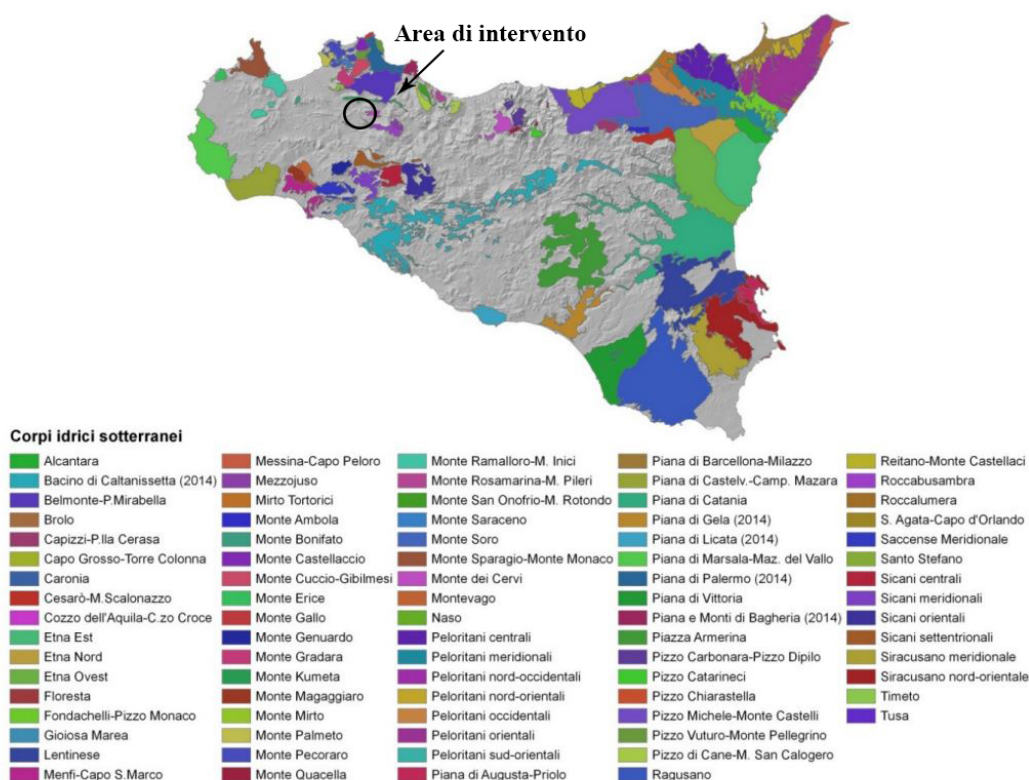 Area di intervento
Corpi idrici sotterranei
Alcantara
Bacino di Caltanissetta (2014)
Belmonte-P.Mirabella
Brolo
Capizzi-P.lla Cerasa
Capo Grosso-Torre Colonna
Caronia
Cesarò-M.Scalonazzo
Cozzo dell'Aquila-C.zo Croce
Etna Est
Etna Nord
Etna Ovest
Floresta
Fondachelli-Pizzo Monaco
Gioiosa Marea
Lentinese
Menfi-Capo S.Marco
Messina-Capo Peloro
Mezzojuso
Mirto Tortorici
Monte Ambola
Monte Bonifato
Monte Castellaccio
Monte Cuccio-Gibilmesi
Monte Erice
Monte Gallo
Monte Genuardo
Monte Gradara
Monte Kumeta
Monte Magaggiaro
Monte Mirto
Monte Palmeto
Monte Pecoraro
Monte Quacella
Monte Ramalloro-M. Inici
Monte Rosamarina-M. Pileri
Monte San Onofrio-M. Rotondo
Monte Saraceno
Monte Soro
Monte Sparagio-Monte Monaco
Monte dei Cervi
Montevago
Naso
Peloritani centrali
Peloritani meridionali
Peloritani nord-occidentali
Peloritani nord-orientali
Peloritani occidentali
Peloritani orientali
Peloritani sud-orientali
Piana di Augusta-Priolo
Piana di Barcellona-Milazzo
Piana di Castelv.-Camp. Mazara
Piana di Catania
Piana di Gela (2014)
Piana di Licata (2014)
Piana di Marsala-Maz. del Vallo
Piana di Palermo (2014)
Piana di Vittoria
Piana e Monti di Bagheria (2014)
Piazza Armerina
Pizzo Carbonara-Pizzo Dipilo
Pizzo Catarineci
Pizzo Chiarastella
Pizzo Michele-Monte Castelli
Pizzo Vuturo-Monte Pellegrino
Pizzo di Cane-M. San Calogero
Ragusano
Reitano-Monte Castellaci
Roccabusambra
Roccalumera
S. Agata-Capo d'Orlando
Saccense Meridionale
Santo Stefano
Sicani centrali
Sicani meridionali
Sicani orientali
Sicani settentrionali
Siracusano meridionale
Siracusano nord-orientale
Timeto
Tusa